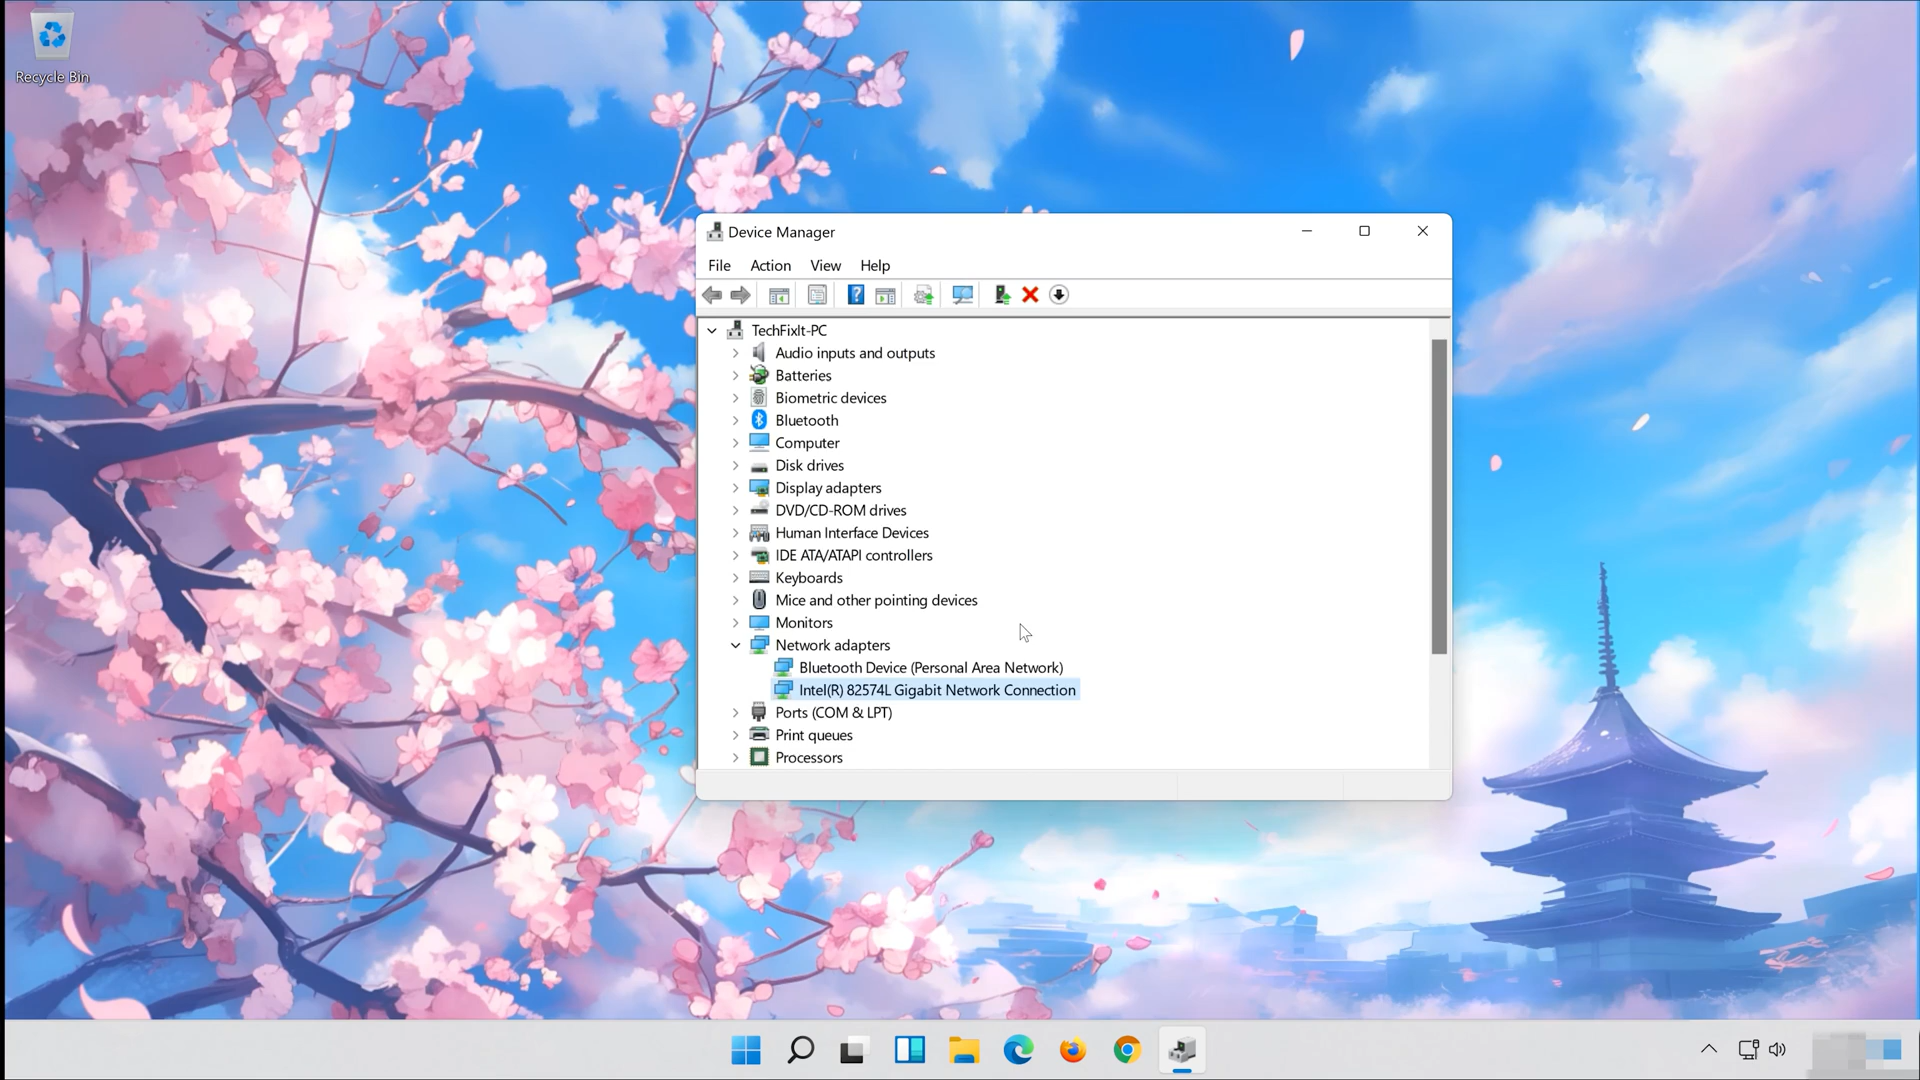 Recycle Bin
Device Manager
File Action View Help
TechFixIt-PC
Audio inputs and outputs
Batteries
Biometric devices
Bluetooth
Computer
Disk drives
Display adapters
DVD/CD-ROM drives
Human Interface Devices
IDE ATA/ATAPI controllers
Keyboards
Mice and other pointing devices
Monitors
Network adapters
Bluetooth Device (Personal Area Network)
Intel(R) 82574L Gigabit Network Connection
Ports (COM & LPT)
Print queues
Processors